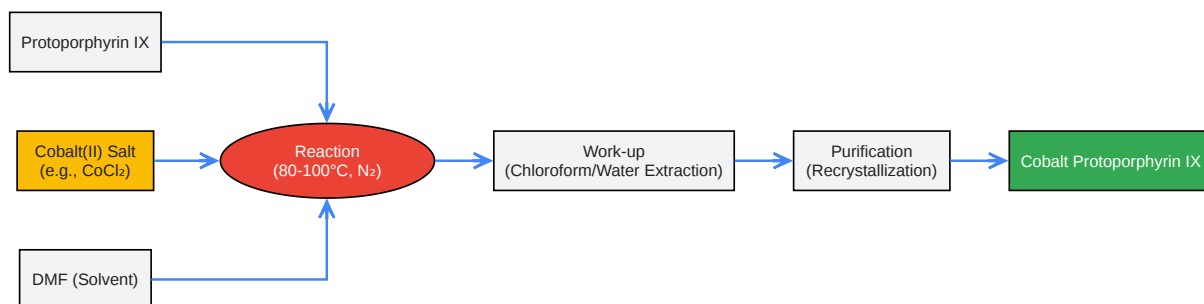 Protoporphyrin IX
Cobalt(II) Salt
(e.g., CoCl₂)
DMF (Solvent)
Reaction
(80-100°C, N₂)
Work-up
(Chloroform/Water Extraction)
Purification
(Recrystallization)
Cobalt Protoporphyrin IX